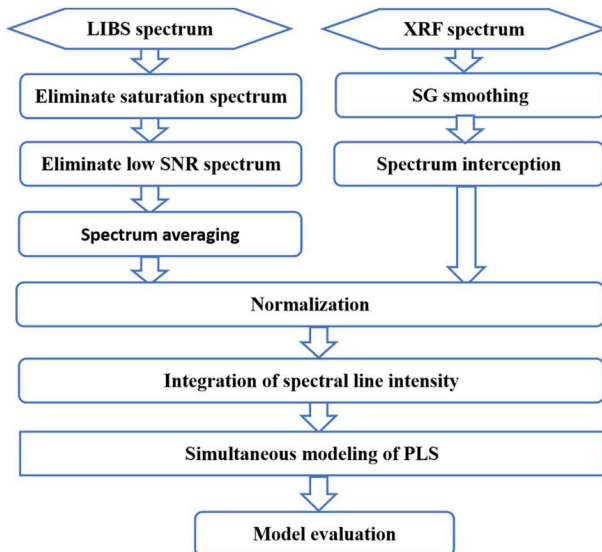 LIBS spectrum
XRF spectrum
Eliminate saturation spectrum
SG smoothing
Eliminate low SNR spectrum
Spectrum interception
Spectrum averaging
Normalization
Integration of spectral line intensity
Simultaneous modeling of PLS
Model evaluation